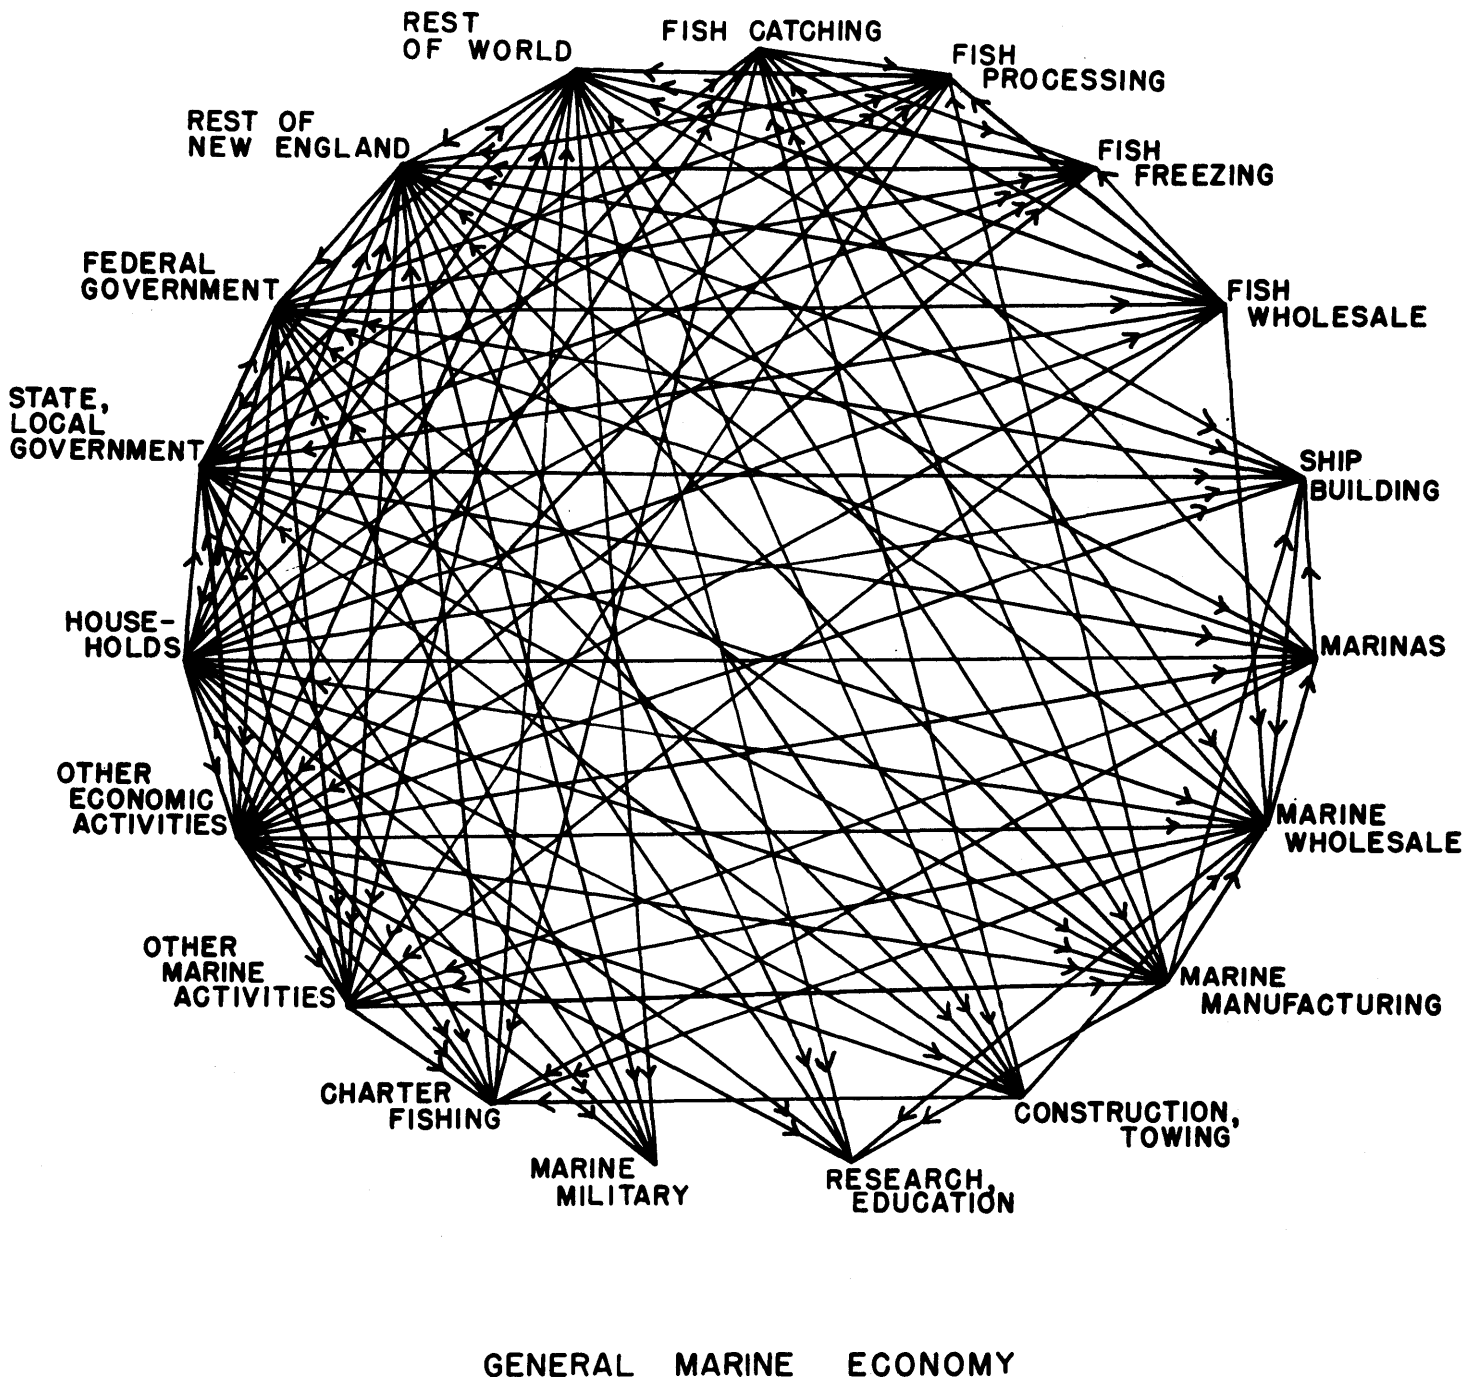 REST
OF WORLD
FISH CATCHING
FISH
PROCESSING
FISH
FREEZING
FISH
WHOLESALE
SHIP
BUILDING
MARINAS
MARINE
WHOLESALE
MARINE
MANUFACTURING
CONSTRUCTION,
TOWING
RESEARCH,
EDUCATION
MARINE
MILITARY
CHARTER
FISHING
OTHER
MARINE
ACTIVITIES
OTHER
ECONOMIC
ACTIVITIES
HOUSE-
HOLDS
STATE,
LOCAL
GOVERNMENT
FEDERAL
GOVERNMENT
REST OF
NEW ENGLAND
GENERAL MARINE ECONOMY